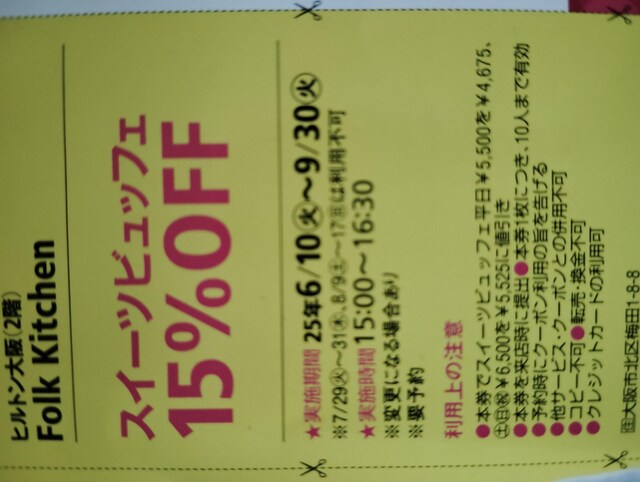 ヒルトン大阪(2階)
Folk Kitchen
スイーツビュッフェ
15%OFF
★実施期間 25年6/10㊋〜9/30㊋
※7/29㊋〜31㊍、8/9㊏〜17㊐は利用不可
★実施時間 15:00〜16:30
※変更になる場合あり
※要予約
利用上の注意
●本券でスイーツビュッフェ平日￥5,500を￥4,675、
㊏㊐㊗￥6,500を￥5,525に値引き
●本券を来店時に提出●本券1枚につき、10人まで有効
●予約時にクーポン利用の旨を告げる
●他サービス・クーポンとの併用不可
●コピー不可●転売・換金不可
●クレジットカードの利用可
㊟大阪市北区梅田1-8-8